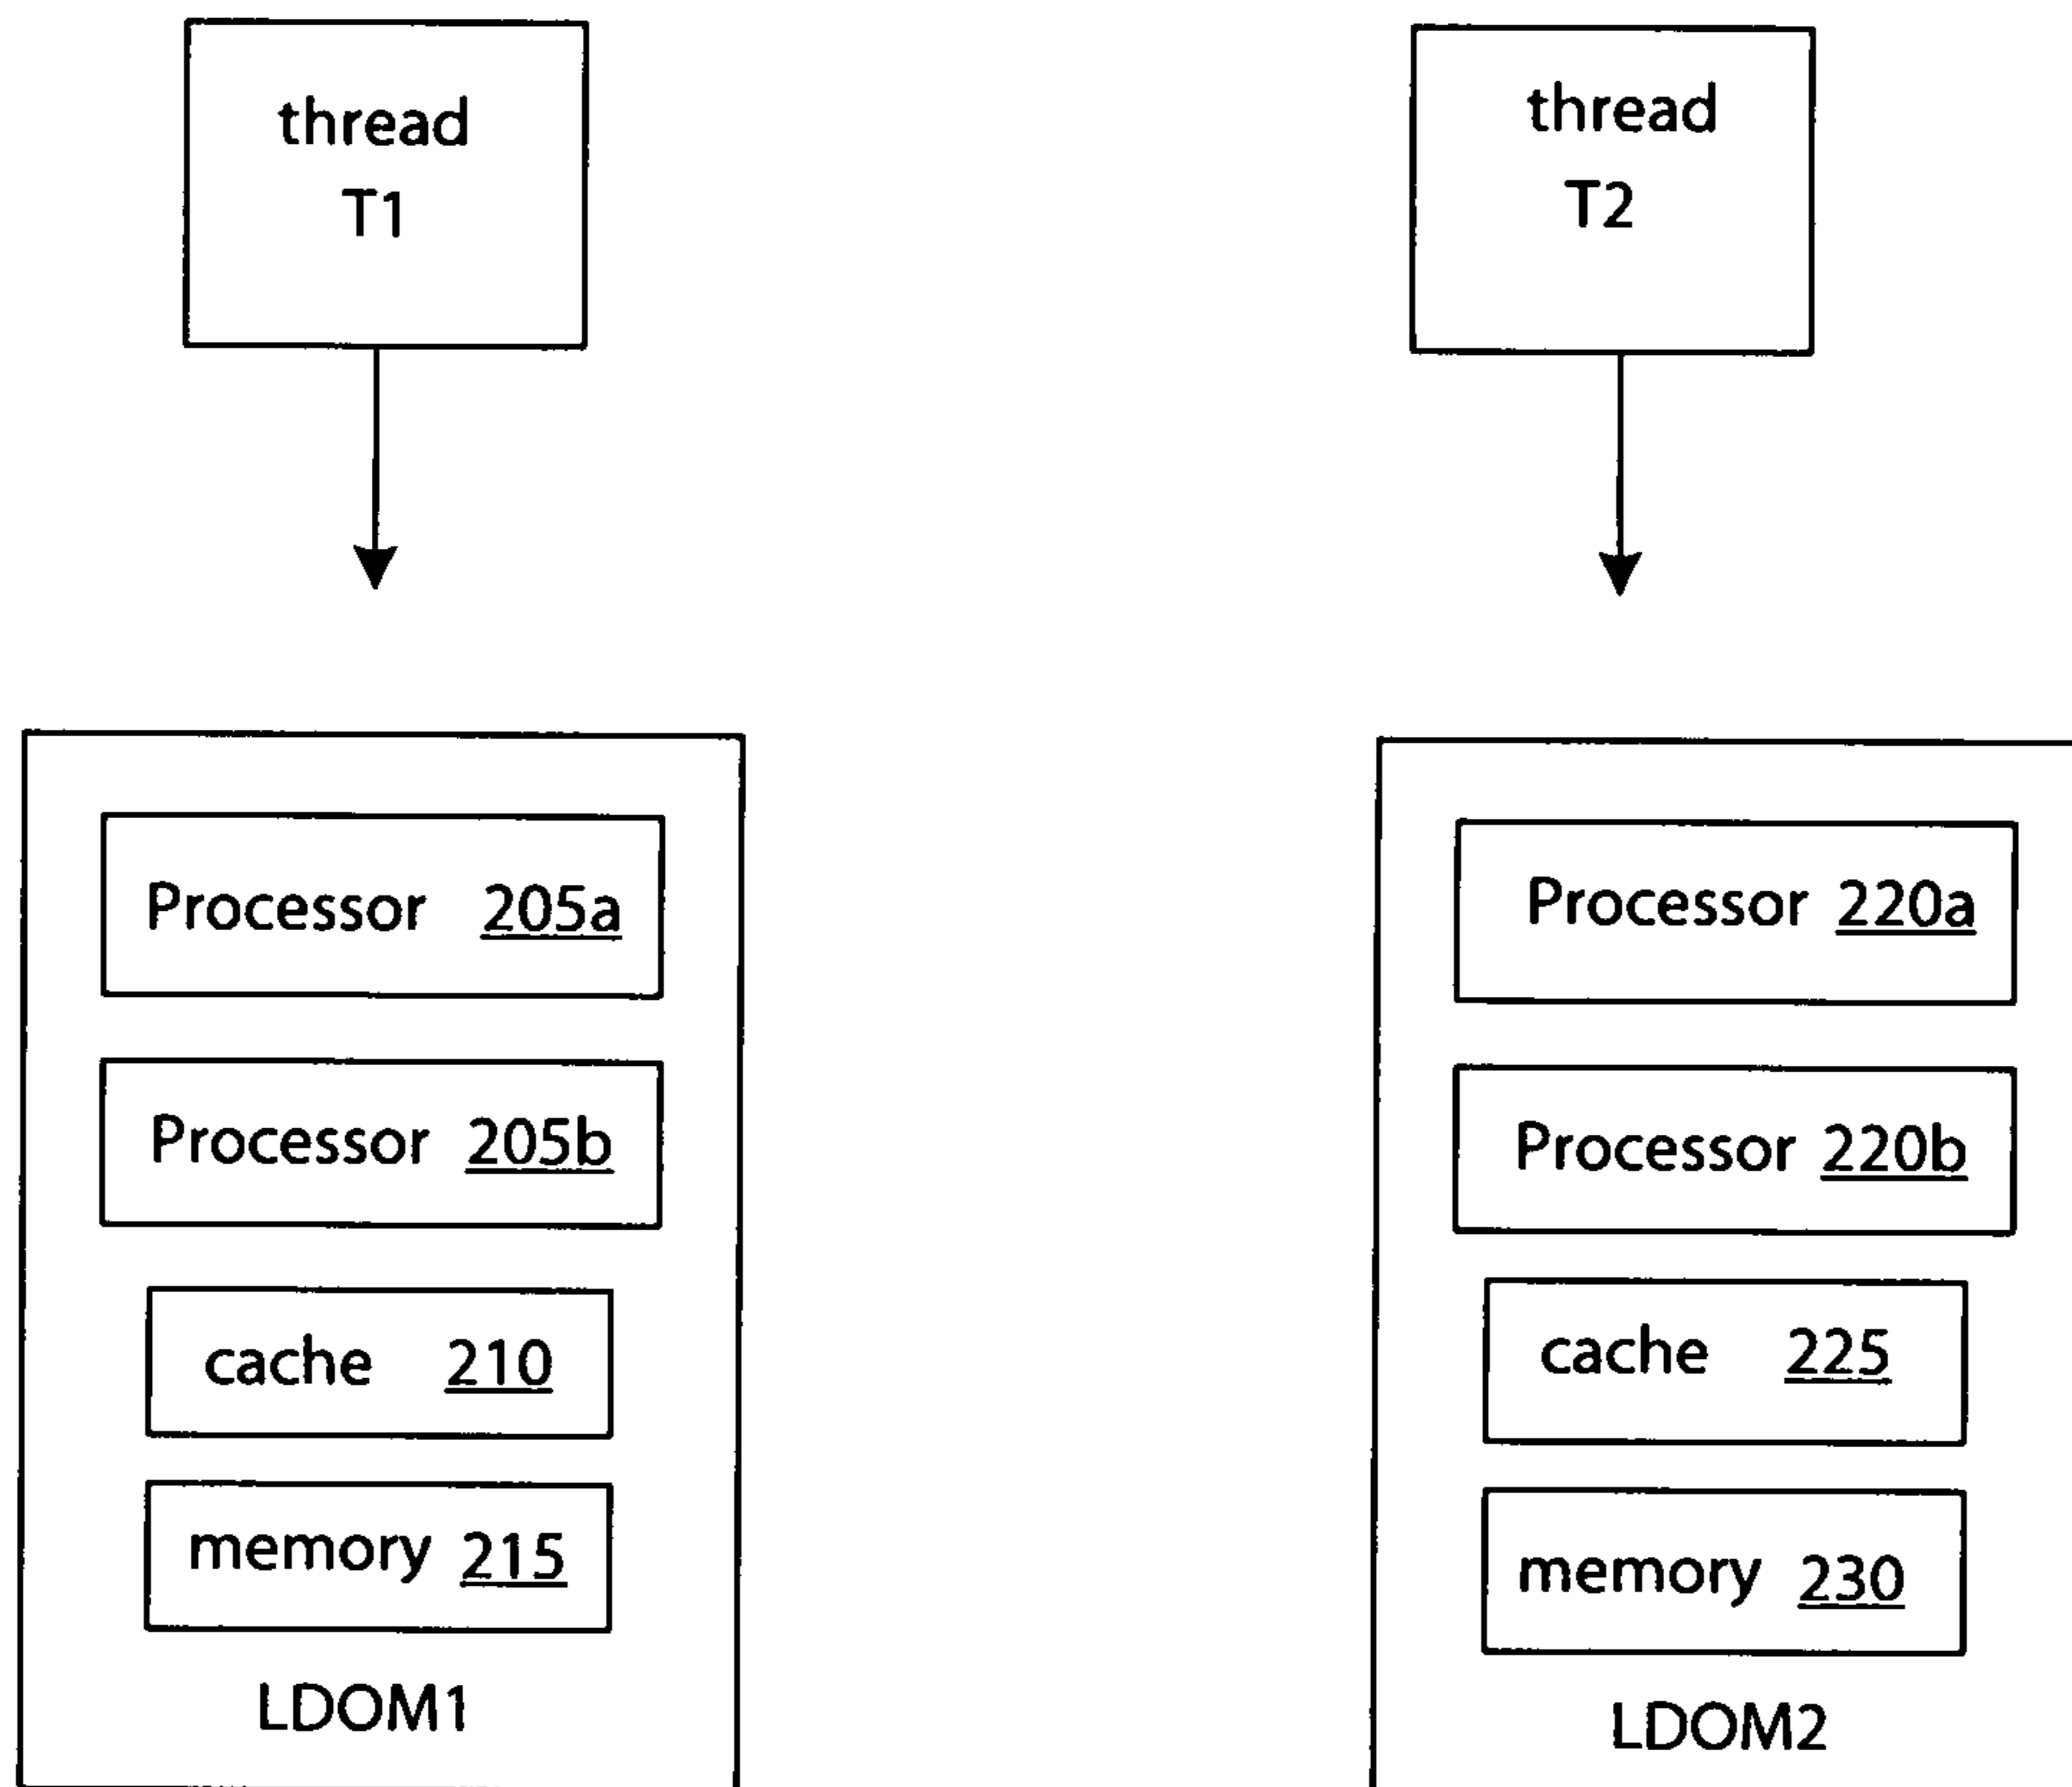 thread
T1
Processor 205a
Processor 205b
cache 210
memory 215
LDOM1
thread
T2
Processor 220a
Processor 220b
cache 225
memory 230
LDOM2